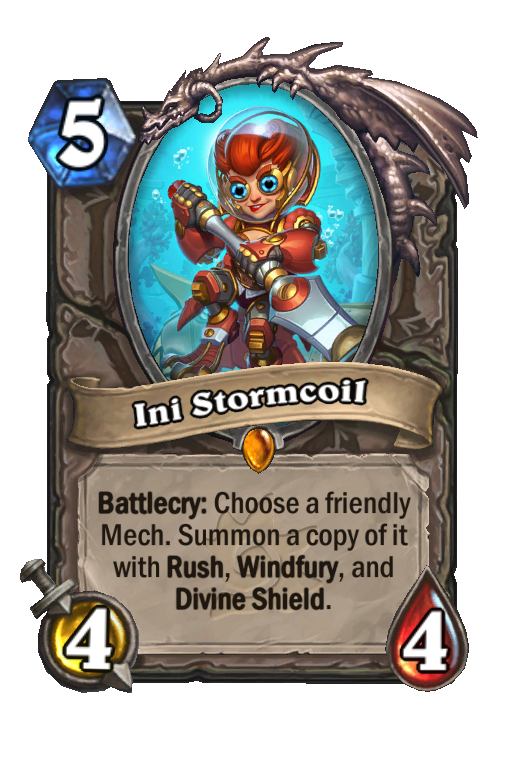 5
Ini Stormcoil
Battlecry: Choose a friendly
Mech. Summon a copy of it
with Rush, Windfury, and
Divine Shield.
4
4